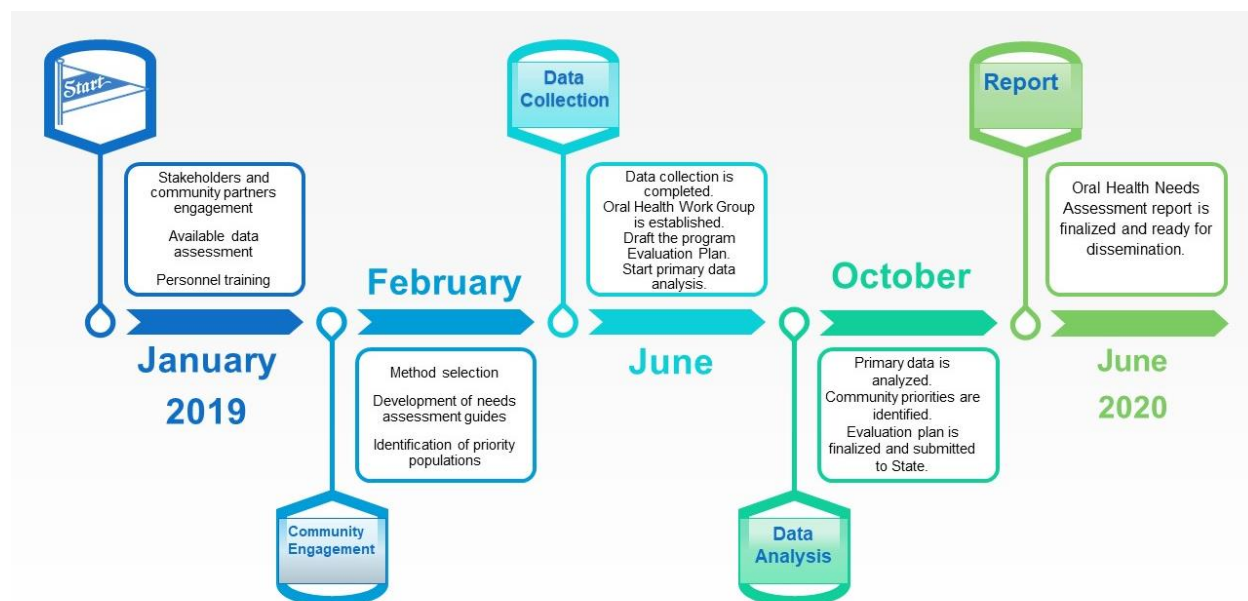 Start
Stakeholders and
community partners
engagement
Available data
assessment
Personnel training
January
2019
Community
Engagement
February
Method selection
Development of needs
assessment guides
Identification of priority
populations
Data
Collection
Data collection is
completed.
Oral Health Work Group
is established.
Draft the program
Evaluation Plan.
Start primary data
analysis.
June
Data
Analysis
October
Primary data is
analyzed.
Community priorities are
identified.
Evaluation plan is
finalized and submitted
to State.
Report
Oral Health Needs
Assessment report is
finalized and ready for
dissemination.
June
2020